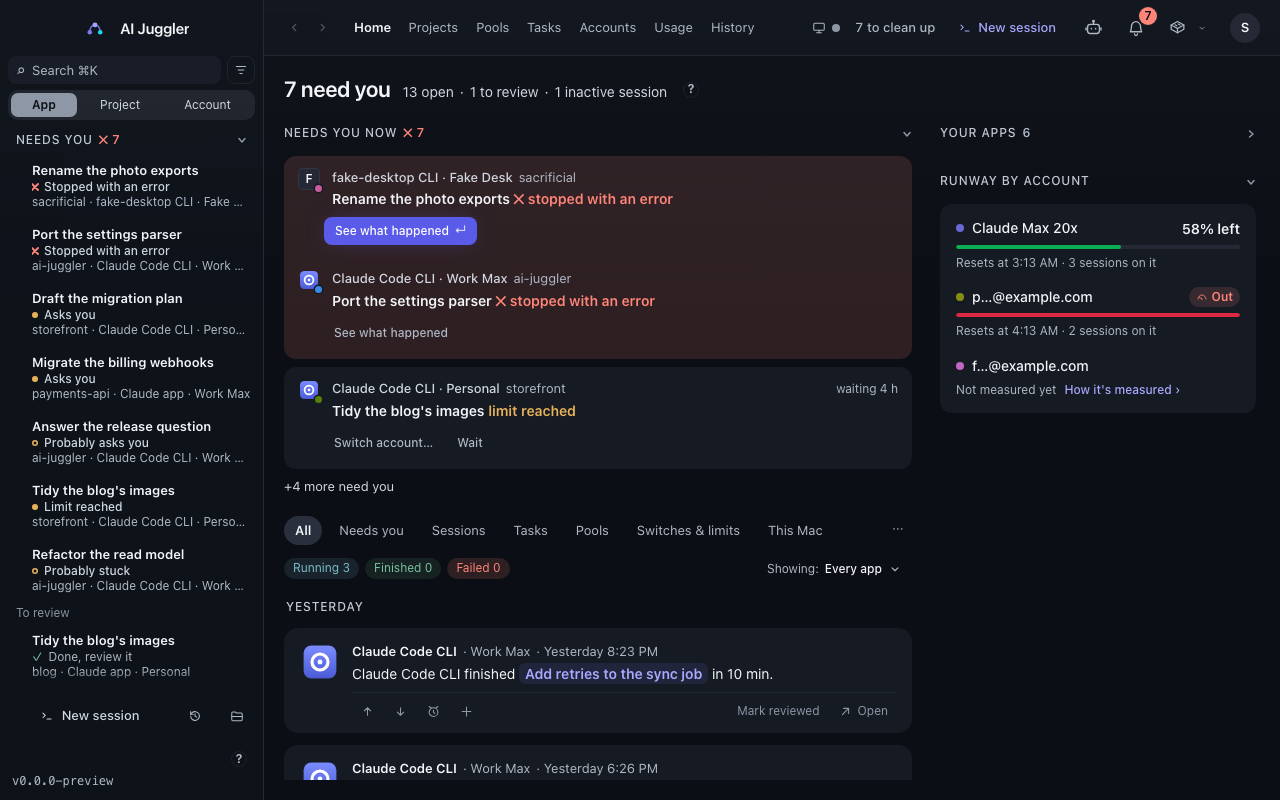 AI Juggler
Search ⌘K
App Project Account
NEEDS YOU 7
Rename the photo exports
Stopped with an error
sacrificial · fake-desktop CLI · Fake ...
Port the settings parser
Stopped with an error
ai-juggler · Claude Code CLI · Work ...
Draft the migration plan
Asks you
storefront · Claude Code CLI · Perso...
Migrate the billing webhooks
Asks you
payments-api · Claude app · Work Max
Answer the release question
Probably asks you
ai-juggler · Claude Code CLI · Work ...
Tidy the blog's images
Limit reached
storefront · Claude Code CLI · Perso...
Refactor the read model
Probably stuck
ai-juggler · Claude Code CLI · Work ...
To review
Tidy the blog's images
Done, review it
blog · Claude app · Personal
New session
?
v0.0.0-preview
Home Projects Pools Tasks Accounts Usage History
7 to clean up
New session
7
S
7 need you 13 open · 1 to review · 1 inactive session ?
NEEDS YOU NOW 7
F
fake-desktop CLI · Fake Desk sacrificial
Rename the photo exports stopped with an error
See what happened
Claude Code CLI · Work Max ai-juggler
Port the settings parser stopped with an error
See what happened
Claude Code CLI · Personal storefront waiting 4 h
Tidy the blog's images limit reached
Switch account... Wait
+4 more need you
All Needs you Sessions Tasks Pools Switches & limits This Mac ...
Running 3 Finished 0 Failed 0
Showing: Every app
YESTERDAY
Claude Code CLI · Work Max · Yesterday 8:23 PM
Claude Code CLI finished Add retries to the sync job in 10 min.
Mark reviewed Open
Claude Code CLI · Work Max · Yesterday 6:26 PM
YOUR APPS 6
RUNWAY BY ACCOUNT
Claude Max 20x 58% left
Resets at 3:13 AM · 3 sessions on it
p...@example.com Out
Resets at 4:13 AM · 2 sessions on it
f...@example.com
Not measured yet How it's measured ›